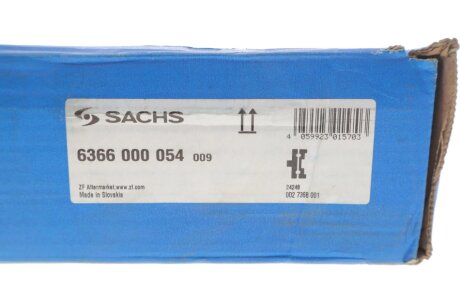 SACHS
4 059923 015703
6366 000 054 009
ZF Aftermarket.www.zf.com
Made in Slovakia
24248
002 7368 001